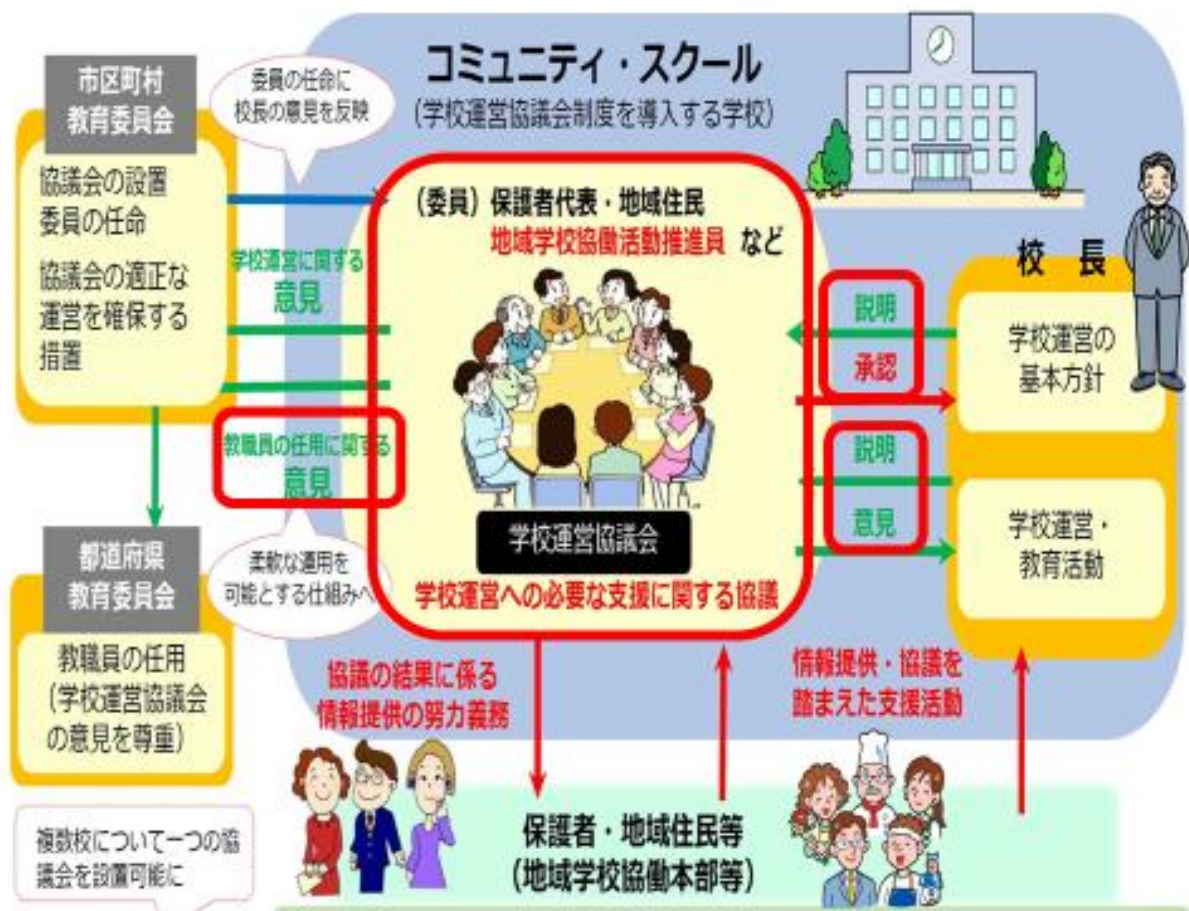 コミュニティ・スクール
(学校運営協議会制度を導入する学校)
市区町村
教育委員会
協議会の設置
委員の任命
協議会の適正な
運営を確保する
措置
委員の任命に
校長の意見を反映
学校運営に関する
意見
教職員の任用に関する
意見
柔軟な運用を
可能とする仕組みへ
都道府県
教育委員会
教職員の任用
(学校運営協議会
の意見を尊重)
(委員) 保護者代表・地域住民
地域学校協働活動推進員 など
学校運営協議会
学校運営への必要な支援に関する協議
校 長
説明
承認
学校運営の
基本方針
説明
意見
学校運営・
教育活動
協議の結果に係る
情報提供の努力義務
情報提供・協議を
踏まえた支援活動
保護者・地域住民等
(地域学校協働本部等)
複数校について一つの協
議会を設置可能に